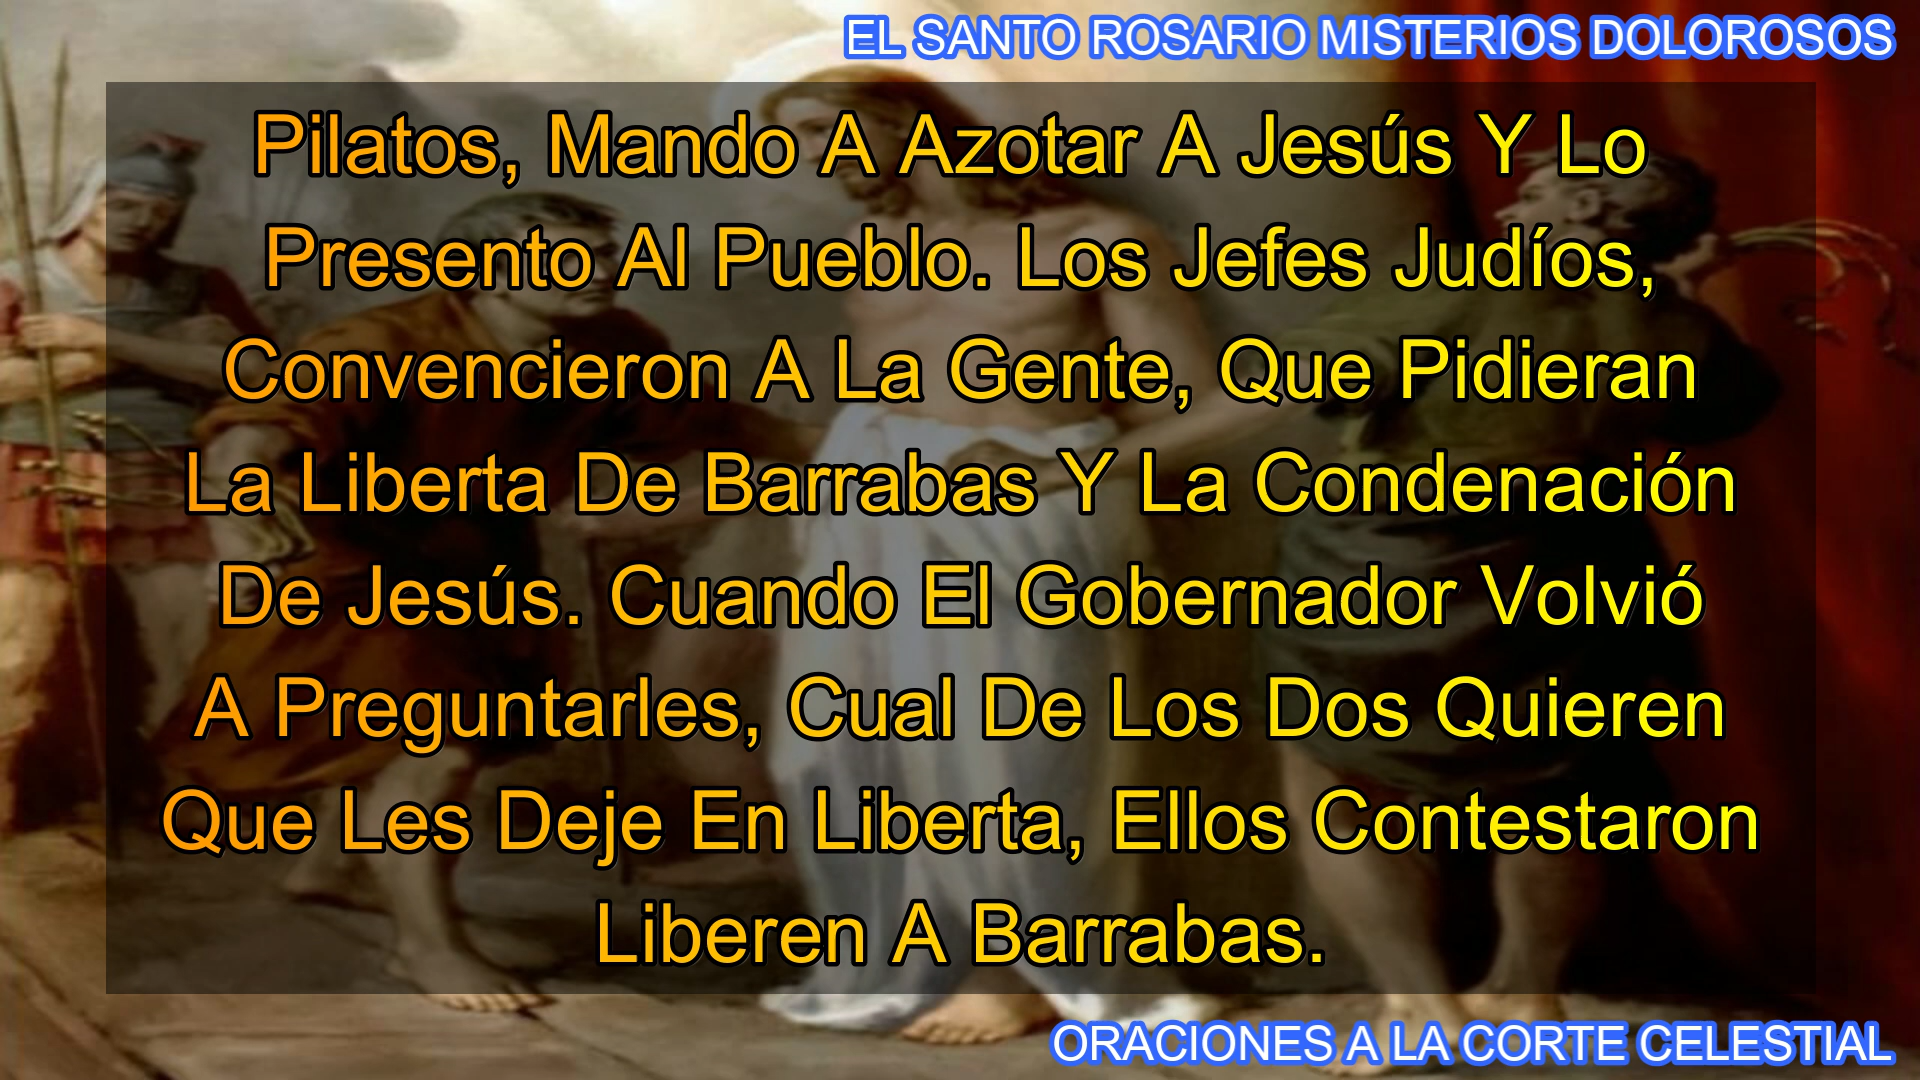 EL SANTO ROSARIO MISTERIOS DOLOROSOS
Pilatos, Mando A Azotar A Jesús Y Lo
Presento Al Pueblo. Los Jefes Judíos,
Convencieron A La Gente, Que Pidieran
La Liberta De Barrabas Y La Condenación
De Jesús. Cuando El Gobernador Volvió
A Preguntarles, Cual De Los Dos Quieren
Que Les Deje En Liberta, Ellos Contestaron
Liberen A Barrabas.
ORACIONES A LA CORTE CELESTIAL